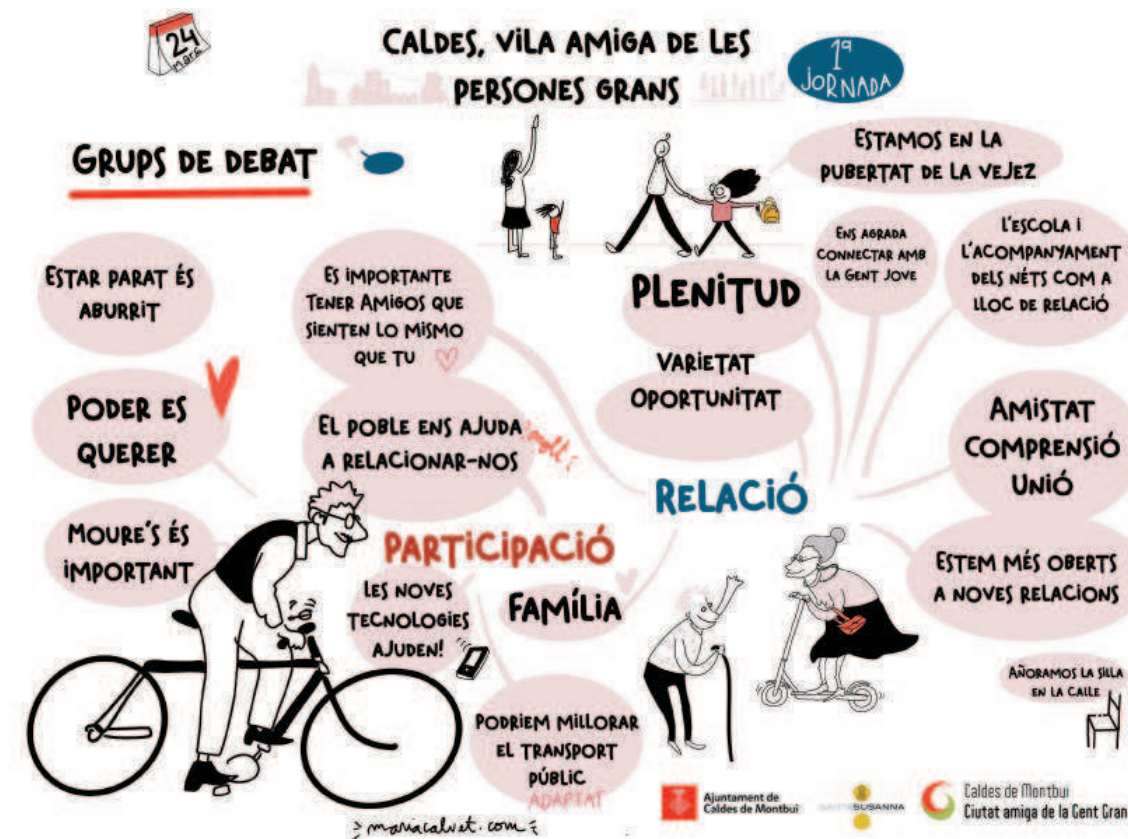 24
març
CALDES, VILA AMIGA DE LES
PERSONES GRANS
1ª
JORNADA
GRUPS DE DEBAT
ESTAMOS EN LA
PUBERTAT DE LA VEJEZ
ENS AGRADA
CONNECTAR AMB
LA GENT JOVE
L'ESCOLA I
L'ACOMPANYAMENT
DELS NÉTS COM A
LLOC DE RELACIÓ
ESTAR PARAT ÉS
ABURRIT
ES IMPORTANTE
TENER AMIGOS QUE
SIENTEN LO MISMO
QUE TU
PLENITUD
VARIETAT
OPORTUNITAT
PODER ES
QUERER
EL POBLE ENS AJUDA
A RELACIONAR-NOS
molt!
AMISTAT
COMPRENSIÓ
UNIÓ
RELACIÓ
MOURE'S ÉS
IMPORTANT
PARTICIPACIÓ
LES NOVES
TECNOLOGIES
AJUDEN!
FAMÍLIA
ESTEM MÉS OBERTS
A NOVES RELACIONS
AÑORAMOS LA SILLA
EN LA CALLE
PODRIEM MILLORAR
EL TRANSPORT
PÚBLIC
ADAPTAT
mariacalvet.com
Ajuntament de
Caldes de Montbui
SUSANNA
Caldes de Montbui
Ciutat amiga de la Gent Gran